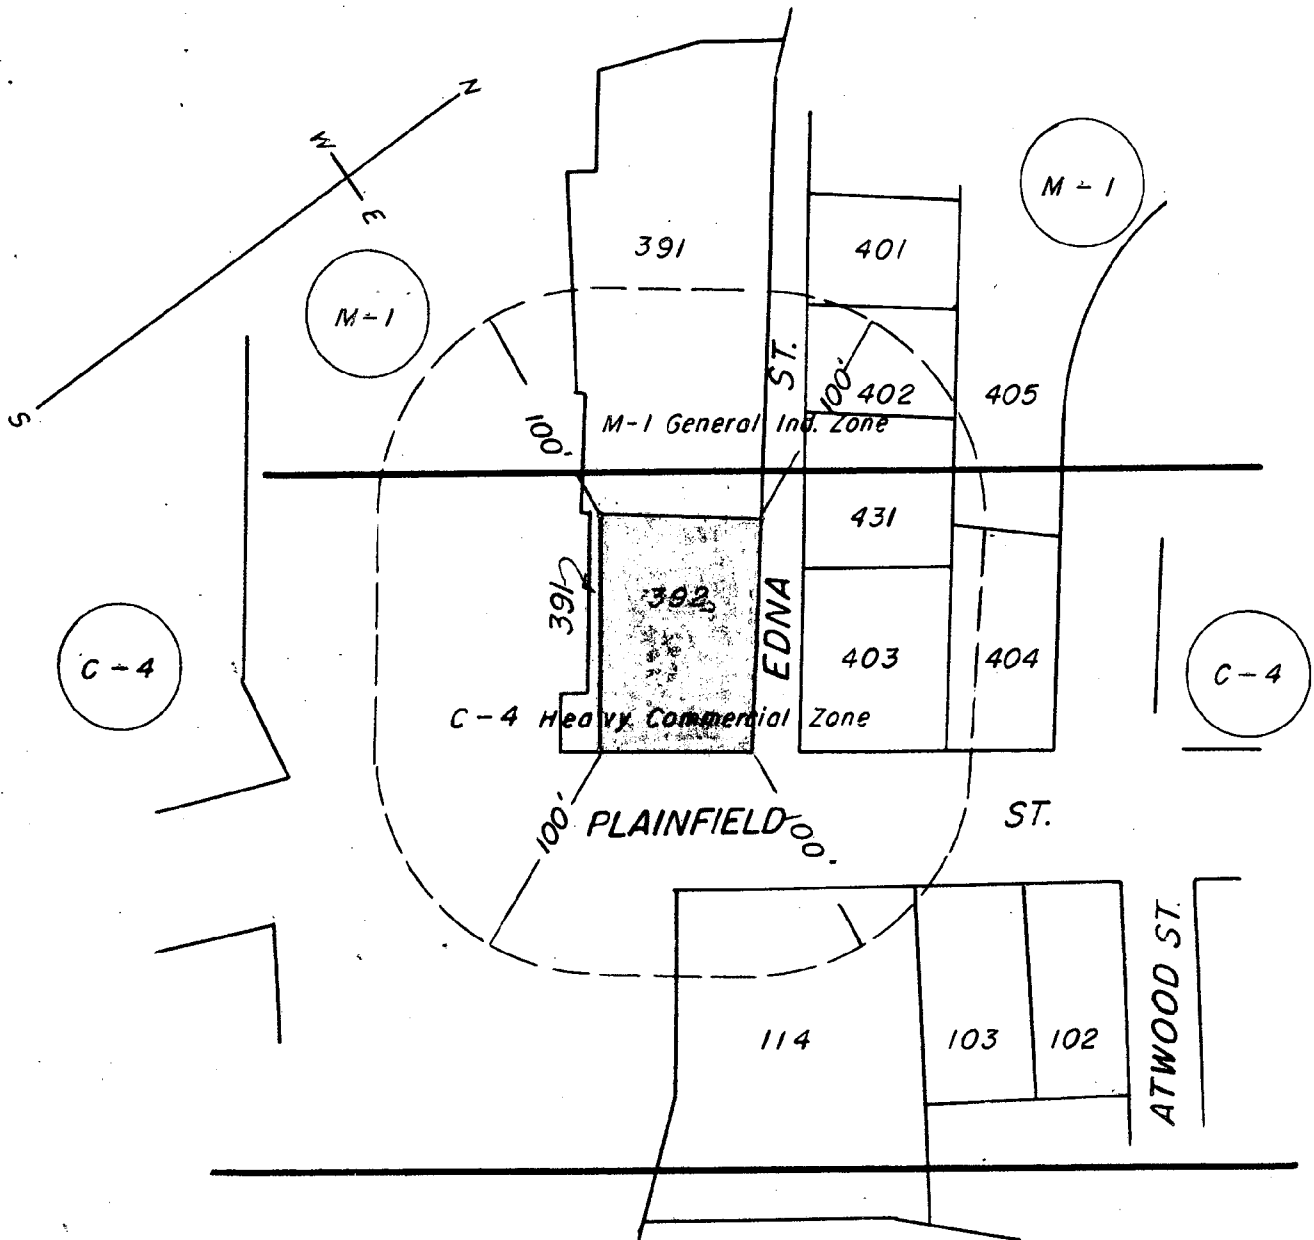 N
W
E
S
M-1
M-1
391
401
ST.
100'
402
405
100'
M-1 General Ind. Zone
431
391
392
EDNA
403
404
C-4
C-4
C-4 Heavy Commercial Zone
100'
PLAINFIELD
100'
ST.
114
103
102
ATWOOD ST.